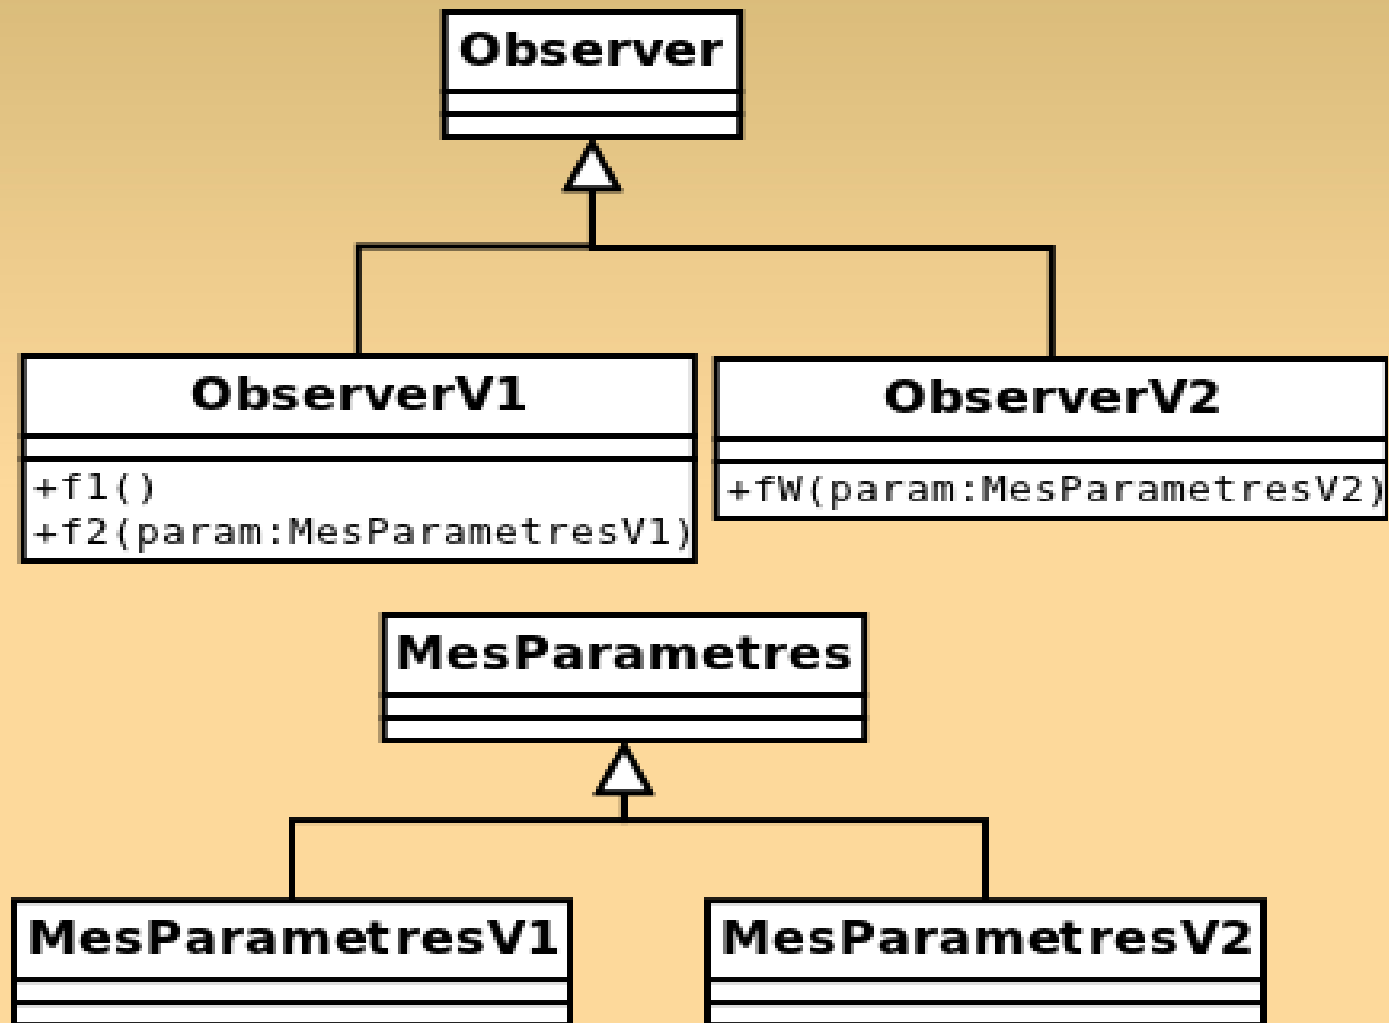 Observer
ObserverV1
+f1()
+f2(param:MesParametresV1)
ObserverV2
+fW(param:MesParametresV2)
MesParametres
MesParametresV1
MesParametresV2